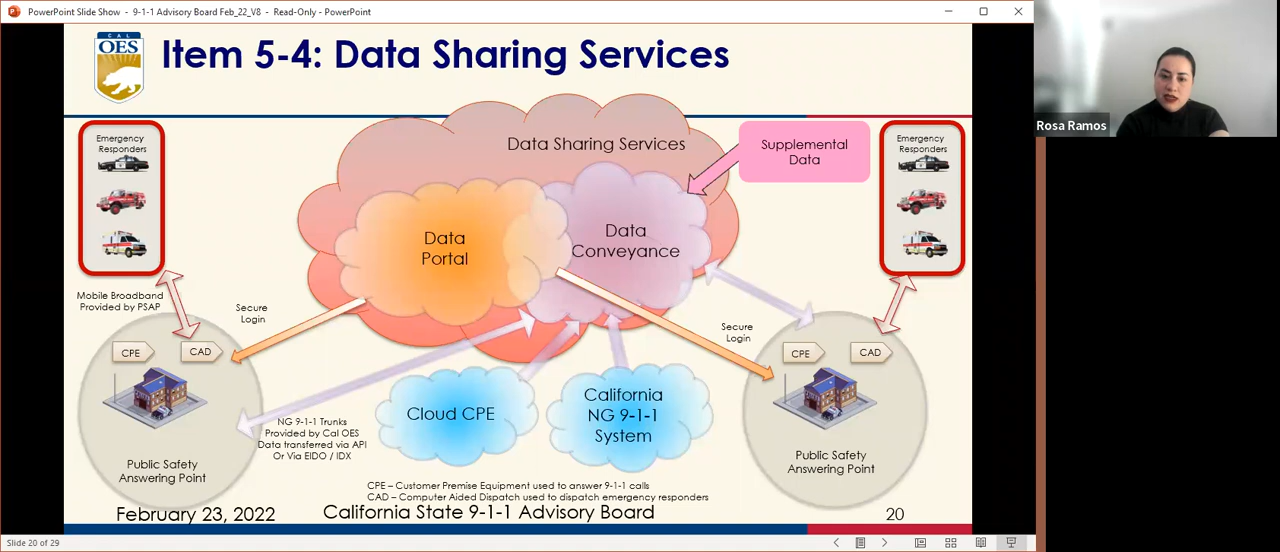 PowerPoint Slide Show - 9-1-1 Advisory Board Feb_22_V8 - Read-Only - PowerPoint
CAL
OES
Item 5-4: Data Sharing Services
Rosa Ramos
Emergency
Responders
Data Sharing Services
Supplemental
Data
Emergency
Responders
Data
Portal
Data
Conveyance
Mobile Broadband
Provided by PSAP
Secure
Login
Secure
Login
CPE
CAD
CPE
CAD
Cloud CPE
California
NG 9-1-1
System
NG 9-1-1 Trunks
Provided by Cal OES
Data transferred via API
Or Via EIDO / IDX
Public Safety
Answering Point
Public Safety
Answering Point
CPE – Customer Premise Equipment used to answer 9-1-1 calls
CAD – Computer Aided Dispatch used to dispatch emergency responders
February 23, 2022
California State 9-1-1 Advisory Board
20
Slide 20 of 29